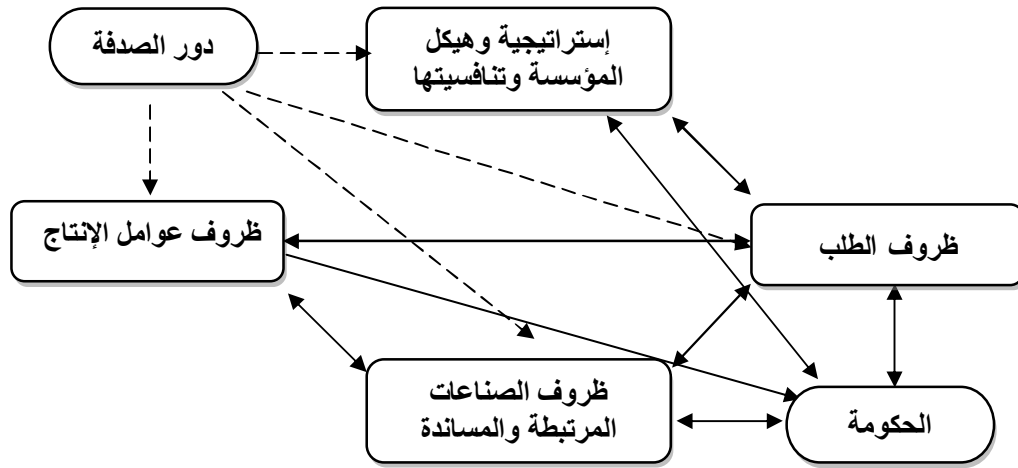 دور الصدفة
إستراتيجية وهيكل
المؤسسة وتنافسيتها
ظروف عوامل الإنتاج
ظروف الطلب
ظروف الصناعات
المرتبطة والمساندة
الحكومة